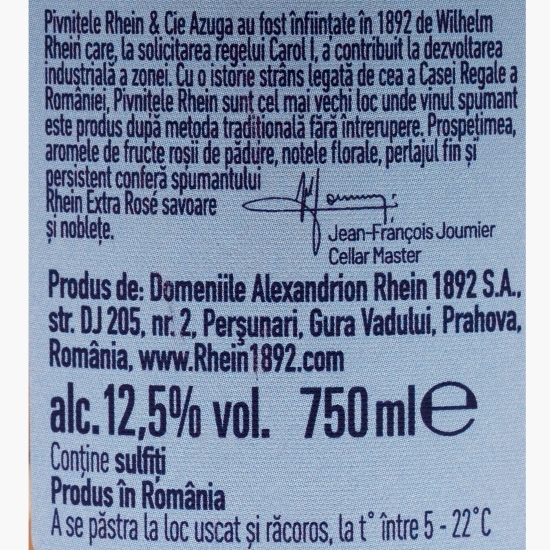 Pivnițele Rhein & Cie Azuga au fost înființate în 1892 de Wilhelm
Rhein care, la solicitarea regelui Carol I, a contribuit la dezvoltarea
industrială a zonei. Cu o istorie strâns legată de cea a Casei Regale a
României, Pivnițele Rhein sunt cel mai vechi loc unde vinul spumant
este produs după metoda tradițională fără întrerupere. Prospețimea,
aromele de fructe roșii de pădure, notele florale, perlajul fin și
persistent conferă spumantului
Rhein Extra Rosé savoare
și noblețe.
Jean-François Joumier
Cellar Master
Produs de: Domeniile Alexandrion Rhein 1892 S.A.,
str. DJ 205, nr. 2, Perșunari, Gura Vadului, Prahova,
România, www.Rhein1892.com
alc. 12,5% vol. 750 ml e
Conține sulfiți
Produs în România
A se păstra la loc uscat și răcoros, la t° între 5 - 22°C